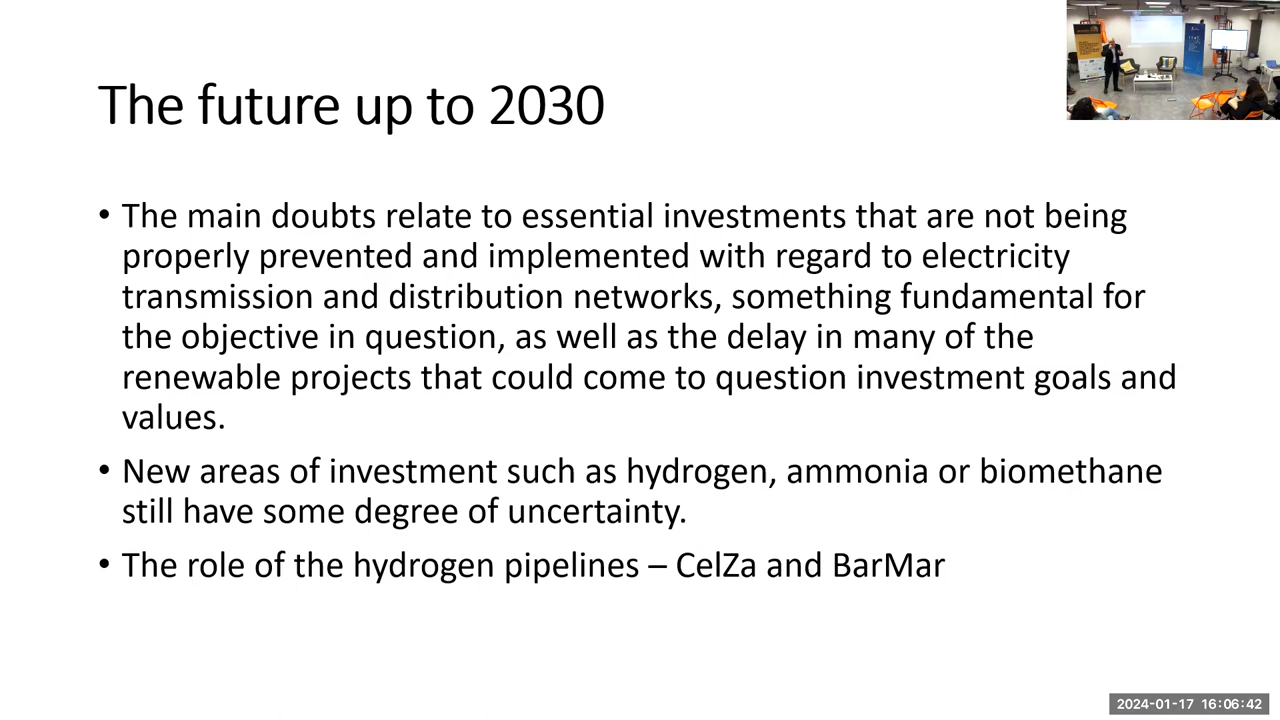 The future up to 2030
• The main doubts relate to essential investments that are not being
properly prevented and implemented with regard to electricity
transmission and distribution networks, something fundamental for
the objective in question, as well as the delay in many of the
renewable projects that could come to question investment goals and
values.
• New areas of investment such as hydrogen, ammonia or biomethane
still have some degree of uncertainty.
• The role of the hydrogen pipelines – CelZa and BarMar
2024-01-17 16:06:42